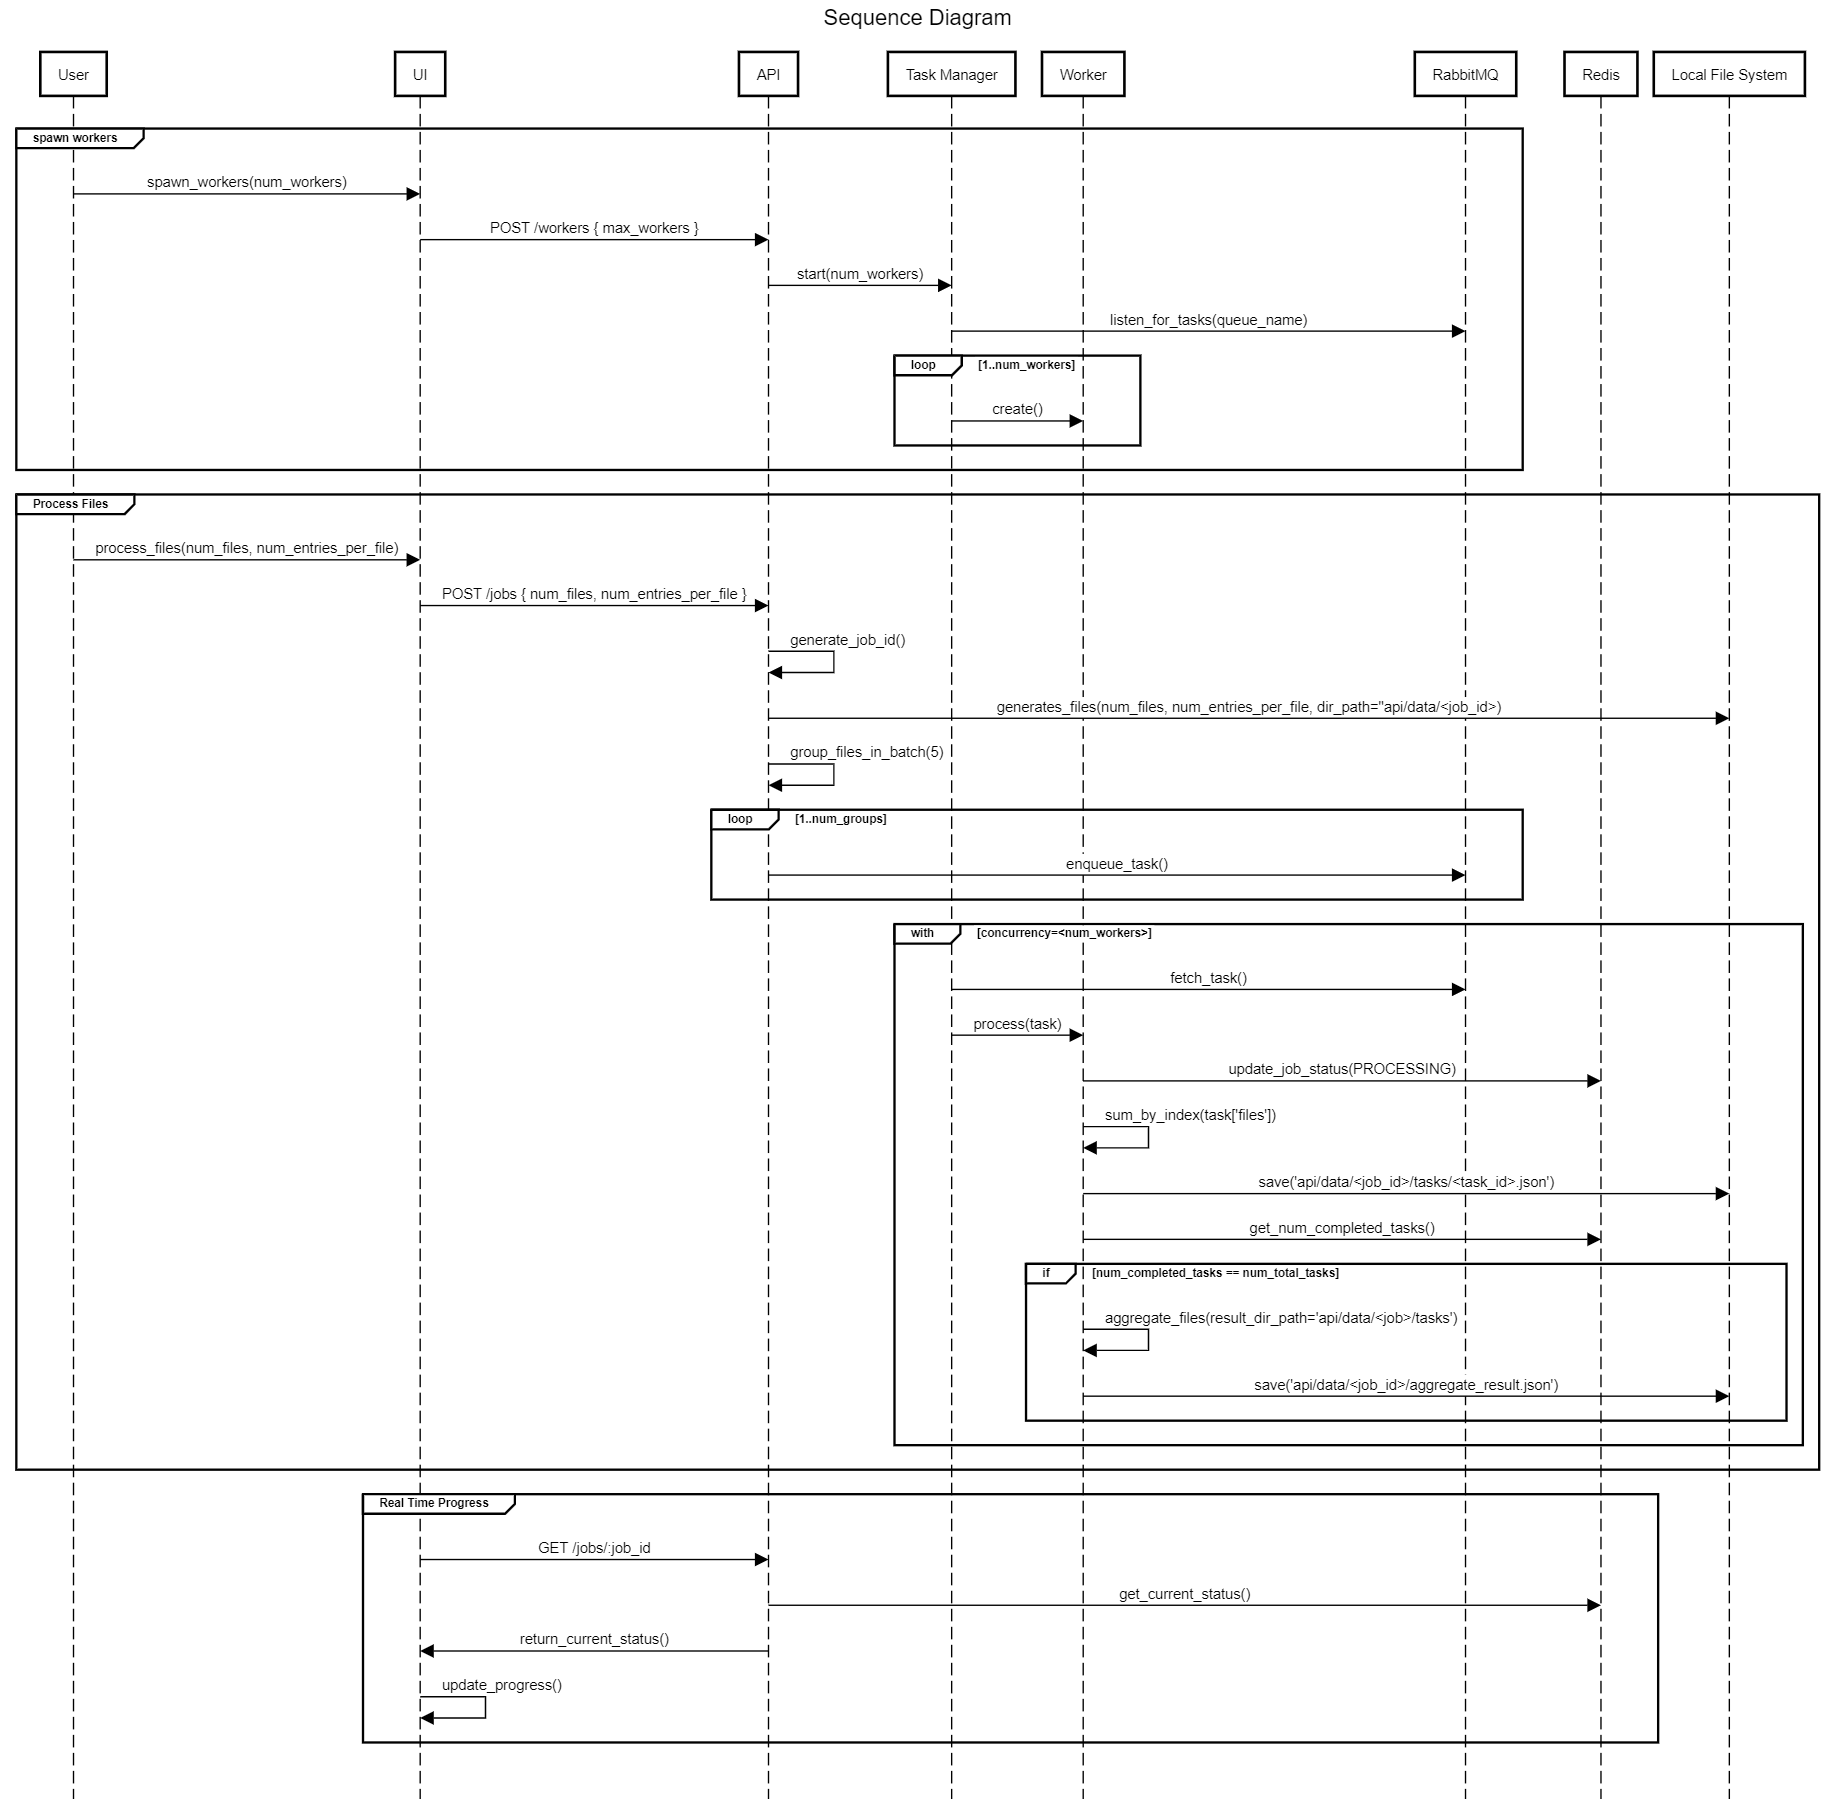 Sequence Diagram
User
UI
API
Task Manager
Worker
RabbitMQ
Redis
Local File System
spawn workers
spawn_workers(num_workers)
POST /workers { max_workers }
start(num_workers)
listen_for_tasks(queue_name)
loop [1..num_workers]
create()
Process Files
process_files(num_files, num_entries_per_file)
POST /jobs { num_files, num_entries_per_file }
generate_job_id()
generates_files(num_files, num_entries_per_file, dir_path="api/data/<job_id>)
group_files_in_batch(5)
loop [1..num_groups]
enqueue_task()
with [concurrency=<num_workers>]
fetch_task()
process(task)
update_job_status(PROCESSING)
sum_by_index(task['files'])
save('api/data/<job_id>/tasks/<task_id>.json')
get_num_completed_tasks()
if [num_completed_tasks == num_total_tasks]
aggregate_files(result_dir_path='api/data/<job>/tasks')
save('api/data/<job_id>/aggregate_result.json')
Real Time Progress
GET /jobs/:job_id
get_current_status()
return_current_status()
update_progress()